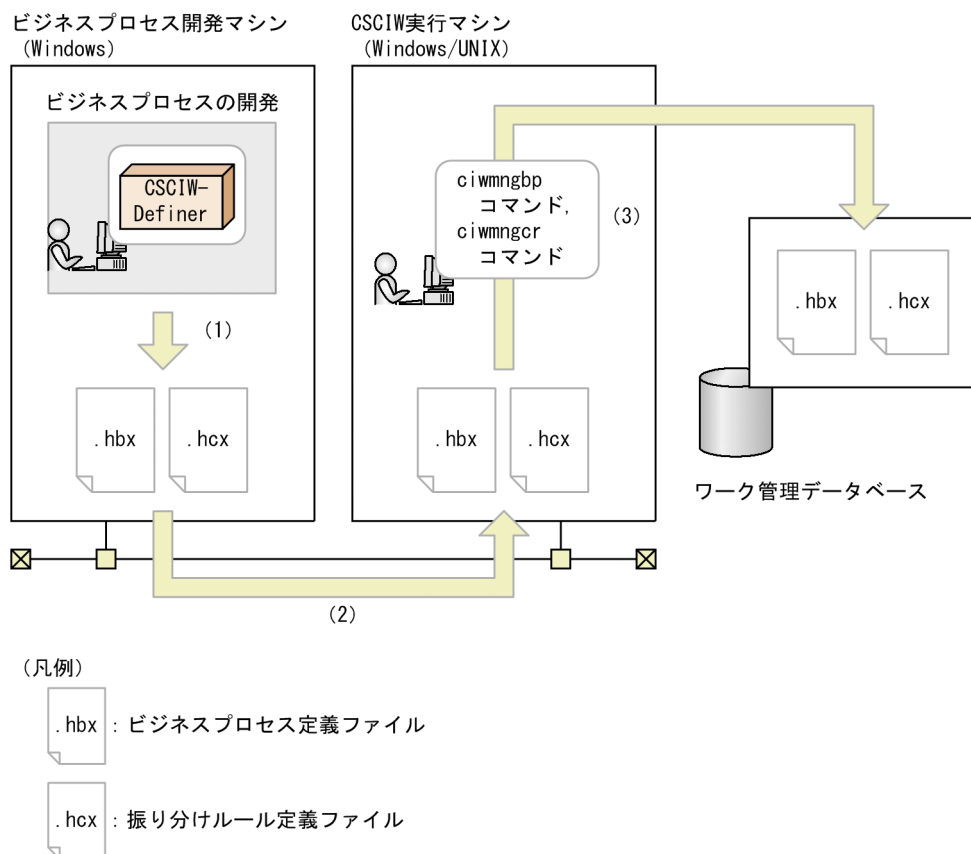 ビジネスプロセス開発マシン
(Windows)
CSCIW実行マシン
(Windows/UNIX)
ビジネスプロセスの開発
CSCIW-
Definer
ciwmngbp
コマンド,
ciwmngcr
コマンド
(3)
(1)
.hbx
.hcx
.hbx
.hcx
.hbx
.hcx
ワーク管理データベース
(2)
(凡例)
.hbx : ビジネスプロセス定義ファイル
.hcx : 振り分けルール定義ファイル